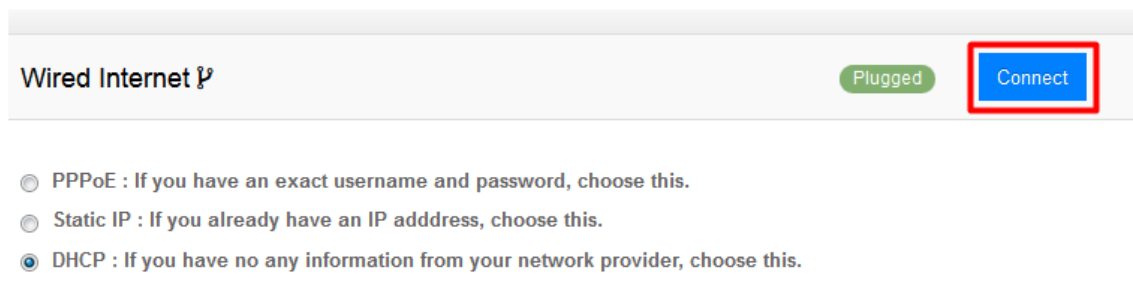 Wired Internet
Plugged
Connect
PPPoE : If you have an exact username and password, choose this.
Static IP : If you already have an IP adddress, choose this.
DHCP : If you have no any information from your network provider, choose this.